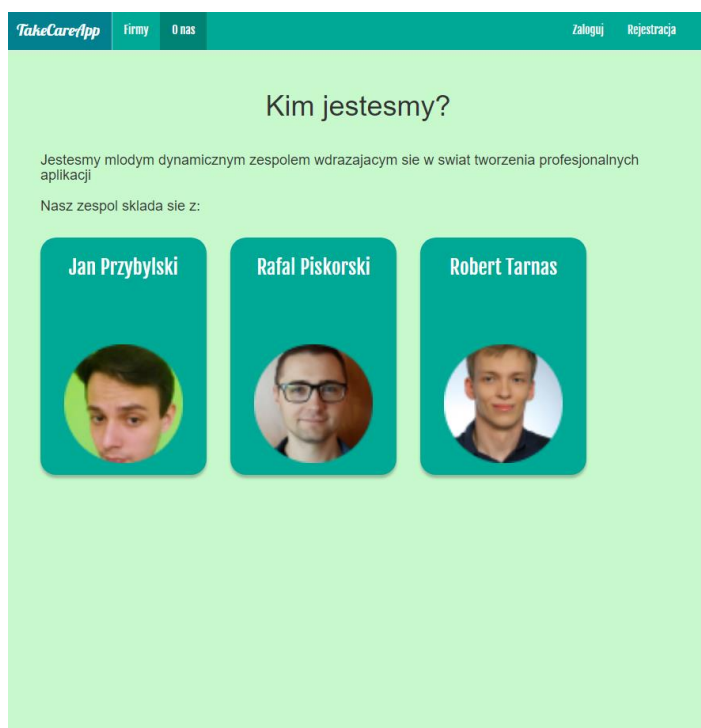 TakeCareApp Firmy O nas Zaloguj Rejestracja
Kim jestesmy?
Jestesmy mlodym dynamicznym zespolem wdrazajacym sie w swiat tworzenia profesjonalnych
aplikacji
Nasz zespol sklada sie z:
Jan Przybylski Rafal Piskorski Robert Tarnas